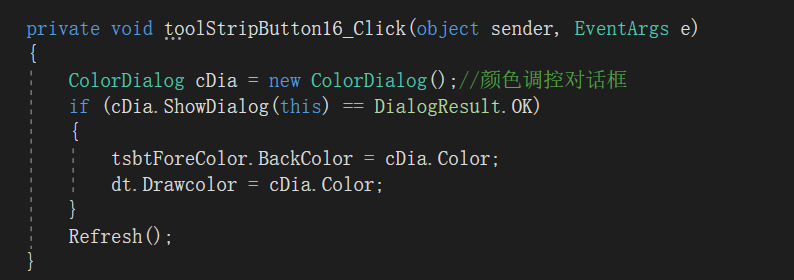 private void toolStripButton16_Click(object sender, EventArgs e)
{
ColorDialog cDia = new ColorDialog();//颜色调控对话框
if (cDia.ShowDialog(this) == DialogResult.OK)
{
tsbtForeColor.BackColor = cDia.Color;
dt.Drawcolor = cDia.Color;
}
Refresh();
}